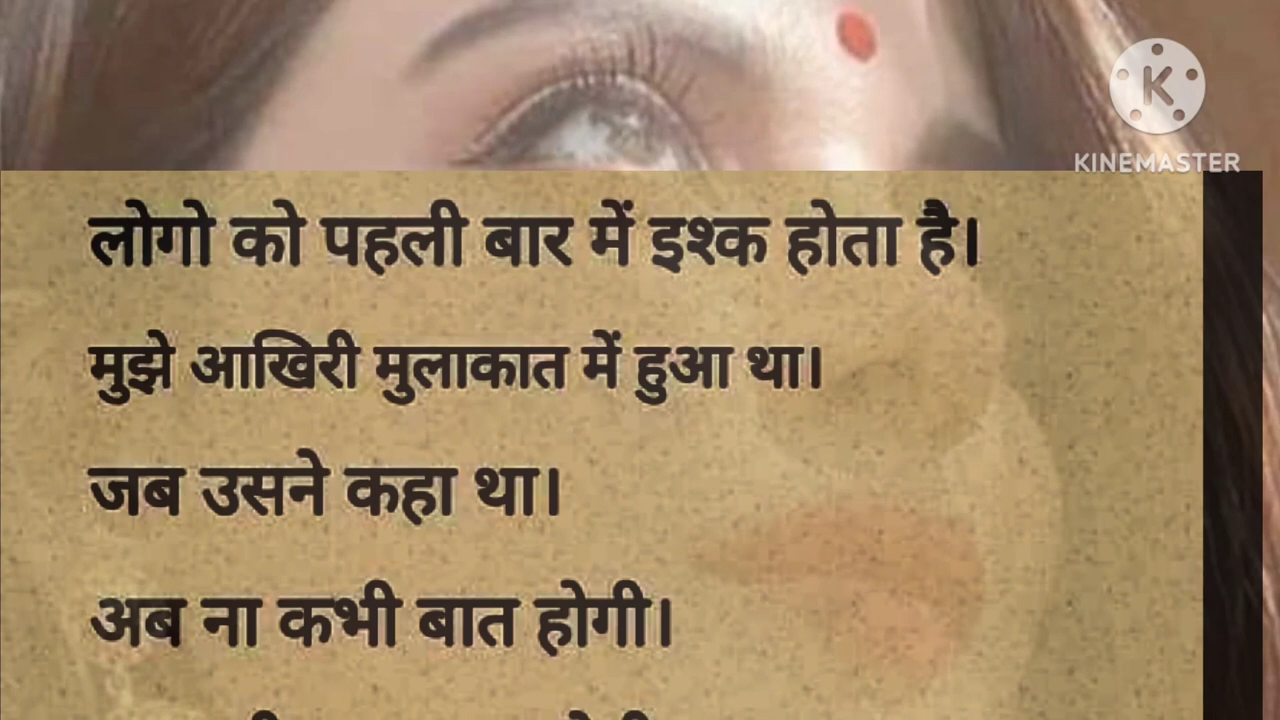 KINEMASTER
लोगो को पहली बार में इश्क होता है।
मुझे आखिरी मुलाकात में हुआ था।
जब उसने कहा था।
अब ना कभी बात होगी।